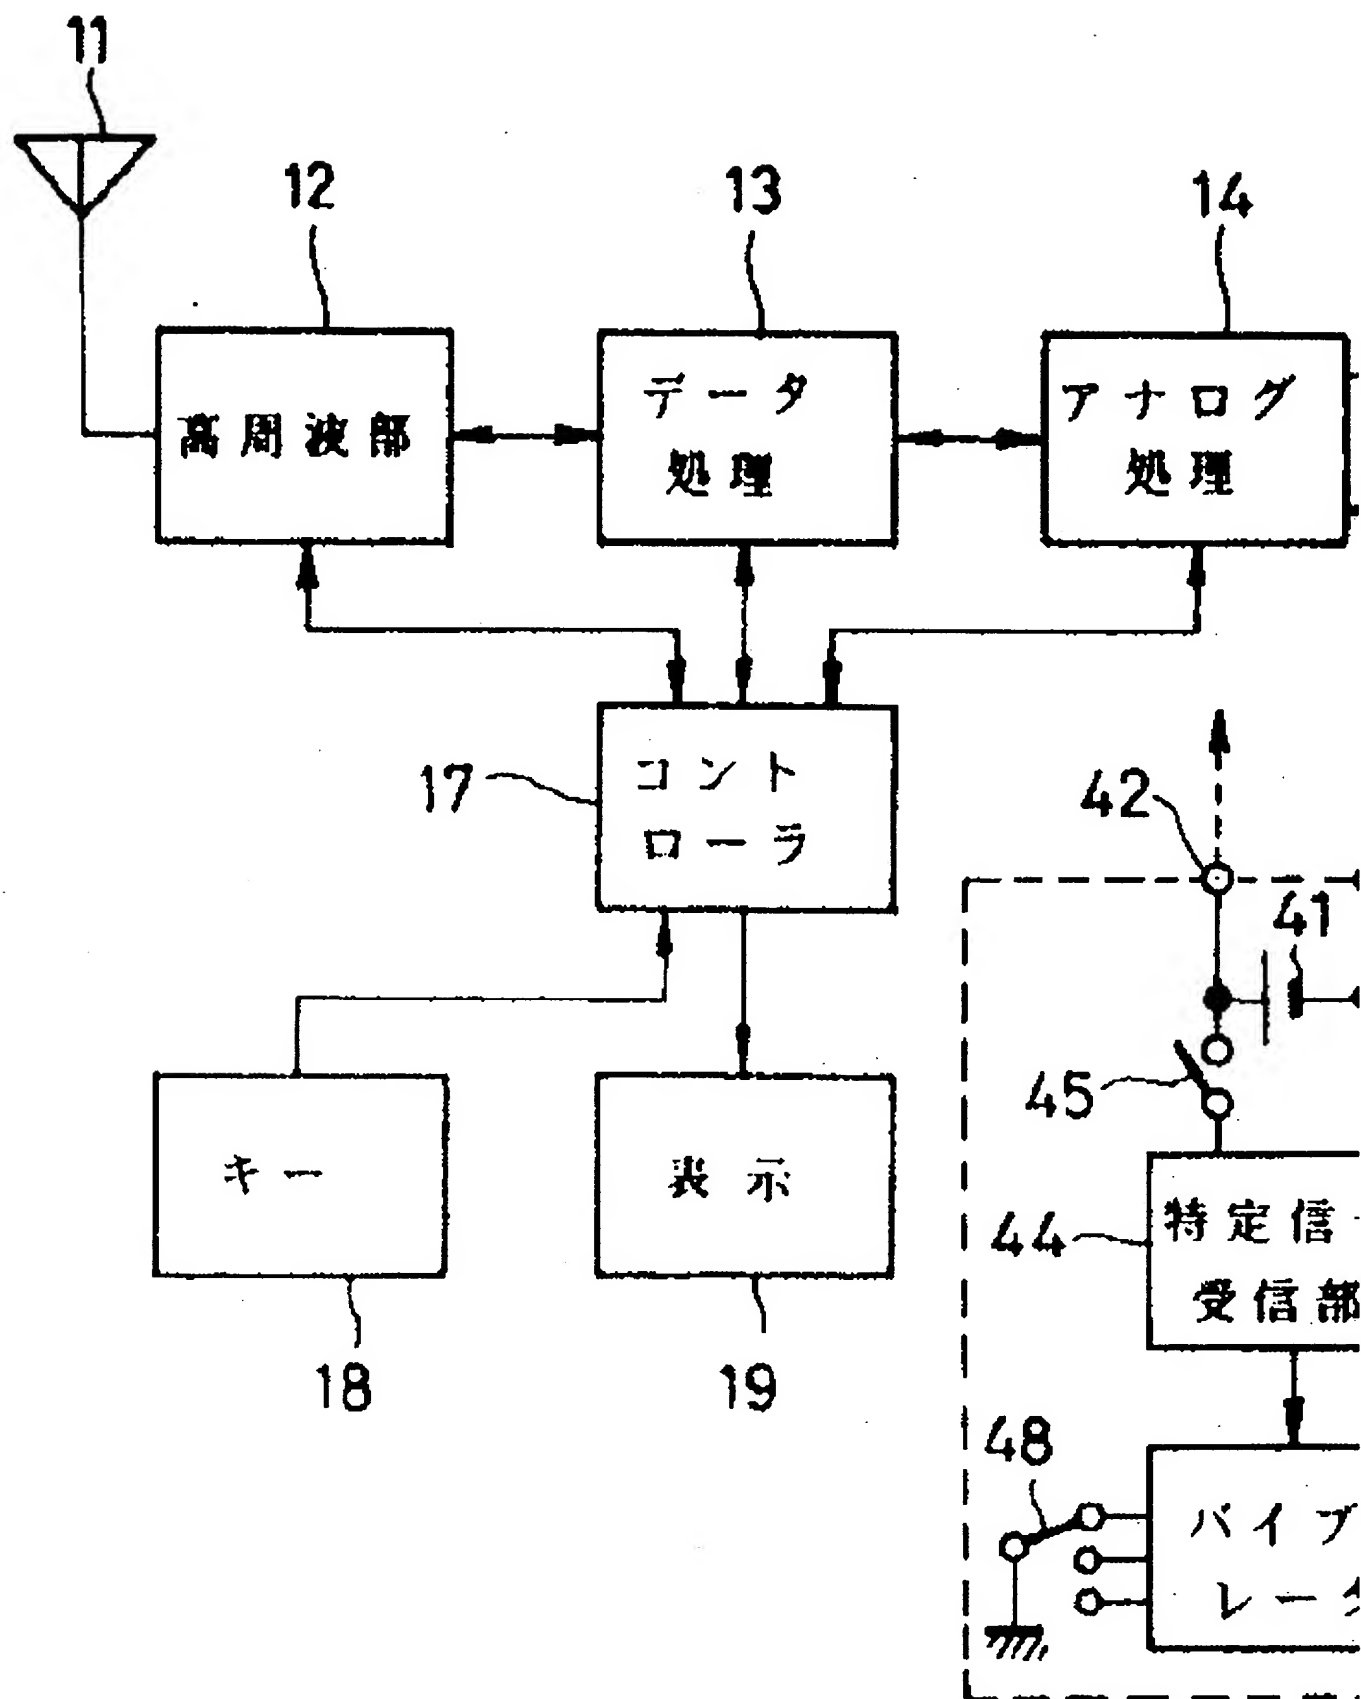 11
12
13
14
高周波部
データ
処理
アナログ
処理
17
コント
ローラ
42
41
45
キー
表示
44
特定信
受信部
18
19
48
バイブ
レータ